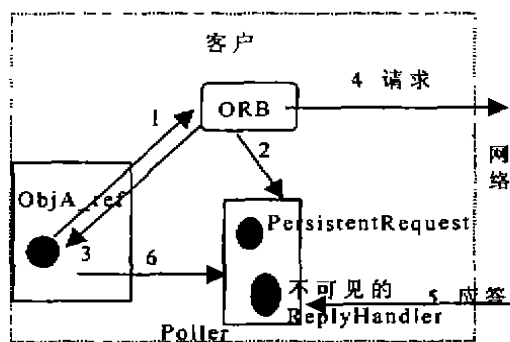 客户
4 请求
1
ORB
网络
2
ObjA_ref
PersistentRequest
3
6
不可见的
5 应答
ReplyHandler
Poller